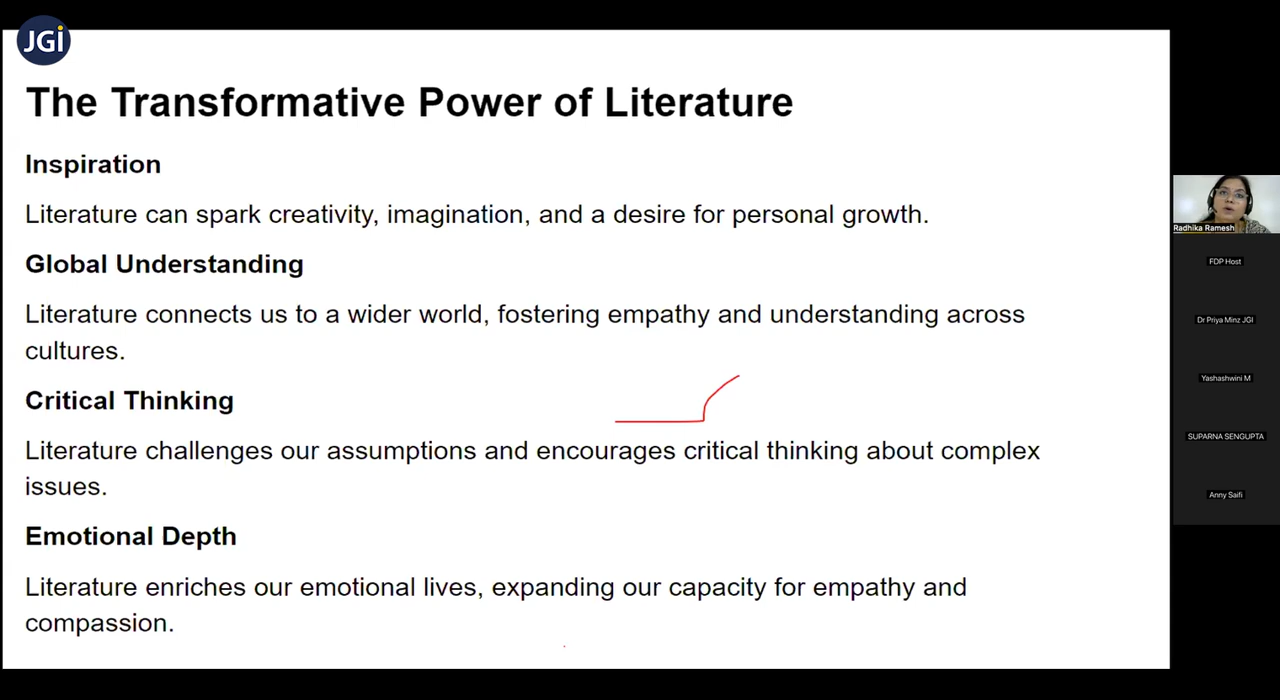 JGi
The Transformative Power of Literature
Inspiration
Literature can spark creativity, imagination, and a desire for personal growth.
Global Understanding
Literature connects us to a wider world, fostering empathy and understanding across
cultures.
Critical Thinking
Literature challenges our assumptions and encourages critical thinking about complex
issues.
Emotional Depth
Literature enriches our emotional lives, expanding our capacity for empathy and
compassion.
Radhika Ramesh
FDP Host
Dr Priya Minz JGI
Yashashwini M
SUPARNA SENGUPTA
Anny Saifi